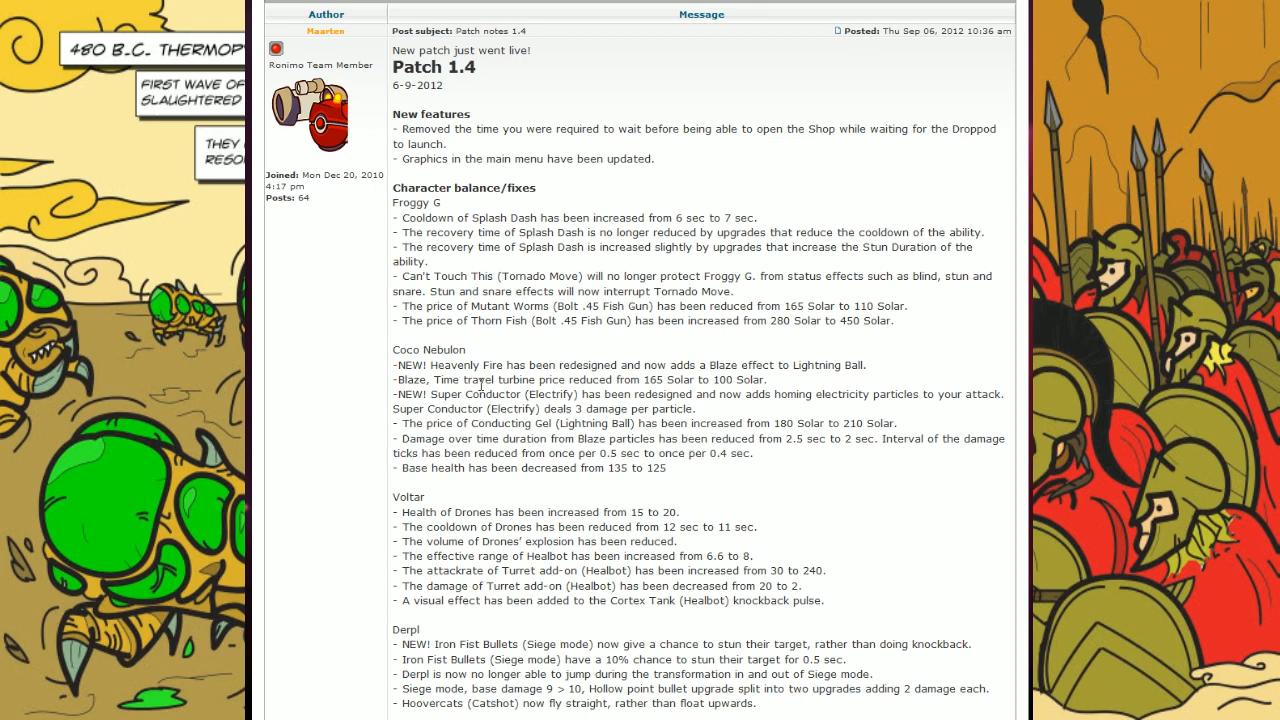 480 B.C. THERMOP
FIRST WAVE OF
SLAUGHTERED
THEY
RESO
Author
Message
Maarten
Post subject: Patch notes 1.4
Posted: Thu Sep 06, 2012 10:36 am
Ronimo Team Member
Joined: Mon Dec 20, 2010
4:17 pm
Posts: 64
New patch just went live!
Patch 1.4
6-9-2012
New features
- Removed the time you were required to wait before being able to open the Shop while waiting for the Droppod
to launch.
- Graphics in the main menu have been updated.
Character balance/fixes
Froggy G
- Cooldown of Splash Dash has been increased from 6 sec to 7 sec.
- The recovery time of Splash Dash is no longer reduced by upgrades that reduce the cooldown of the ability.
- The recovery time of Splash Dash is increased slightly by upgrades that increase the Stun Duration of the
ability.
- Can't Touch This (Tornado Move) will no longer protect Froggy G. from status effects such as blind, stun and
snare. Stun and snare effects will now interrupt Tornado Move.
- The price of Mutant Worms (Bolt .45 Fish Gun) has been reduced from 165 Solar to 110 Solar.
- The price of Thorn Fish (Bolt .45 Fish Gun) has been increased from 280 Solar to 450 Solar.
Coco Nebulon
-NEW! Heavenly Fire has been redesigned and now adds a Blaze effect to Lightning Ball.
-Blaze, Time travel turbine price reduced from 165 Solar to 100 Solar.
-NEW! Super Conductor (Electrify) has been redesigned and now adds homing electricity particles to your attack.
Super Conductor (Electrify) deals 3 damage per particle.
- The price of Conducting Gel (Lightning Ball) has been increased from 180 Solar to 210 Solar.
- Damage over time duration from Blaze particles has been reduced from 2.5 sec to 2 sec. Interval of the damage
ticks has been reduced from once per 0.5 sec to once per 0.4 sec.
- Base health has been decreased from 135 to 125
Voltar
- Health of Drones has been increased from 15 to 20.
- The cooldown of Drones has been reduced from 12 sec to 11 sec.
- The volume of Drones’ explosion has been reduced.
- The effective range of Healbot has been increased from 6.6 to 8.
- The attackrate of Turret add-on (Healbot) has been increased from 30 to 240.
- The damage of Turret add-on (Healbot) has been decreased from 20 to 2.
- A visual effect has been added to the Cortex Tank (Healbot) knockback pulse.
Derpl
- NEW! Iron Fist Bullets (Siege mode) now give a chance to stun their target, rather than doing knockback.
- Iron Fist Bullets (Siege mode) have a 10% chance to stun their target for 0.5 sec.
- Derpl is now no longer able to jump during the transformation in and out of Siege mode.
- Siege mode, base damage 9 > 10, Hollow point bullet upgrade split into two upgrades adding 2 damage each.
- Hoovercats (Catshot) now fly straight, rather than float upwards.